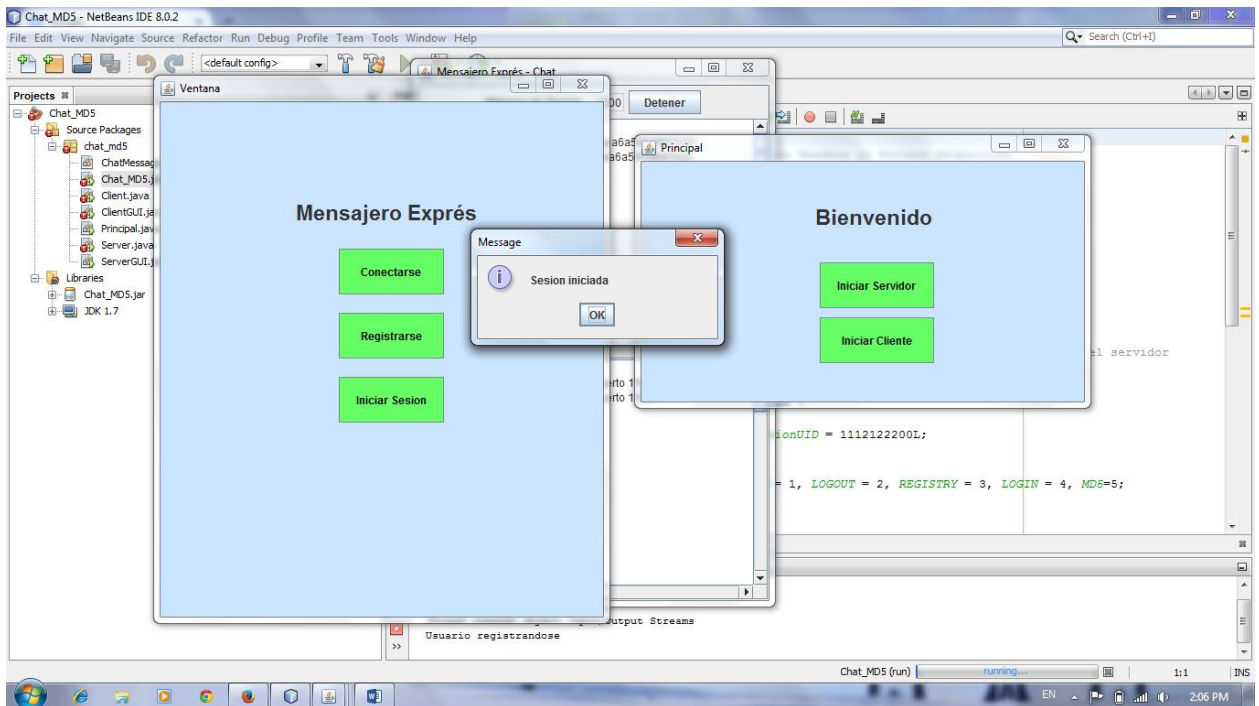 Chat_MD5 - NetBeans IDE 8.0.2
File Edit View Navigate Source Refactor Run Debug Profile Team Tools Window Help
Search (Ctrl+I)
<default config>
Mensajero Exprés - Chat
Ventana
Detener
Projects
Chat_MD5
Source Packages
chat_md5
ChatMessag
Chat_MD5.j
Client.java
ClientGUI.ja
Principal.jav
Server.java
ServerGUI.j
Libraries
Chat_MD5.jar
JDK 1.7
Mensajero Exprés
Conectarse
Registrarse
Iniciar Sesion
Message
Sesion iniciada
OK
Principal
Bienvenido
Iniciar Servidor
Iniciar Cliente
el servidor
ionUID = 1112122200L;
= 1, LOGOUT = 2, REGISTRY = 3, LOGIN = 4, MD5=5;
Output Streams
Usuario registrandose
Chat_MD5 (run)
running...
1:1
INS
EN
2:06 PM